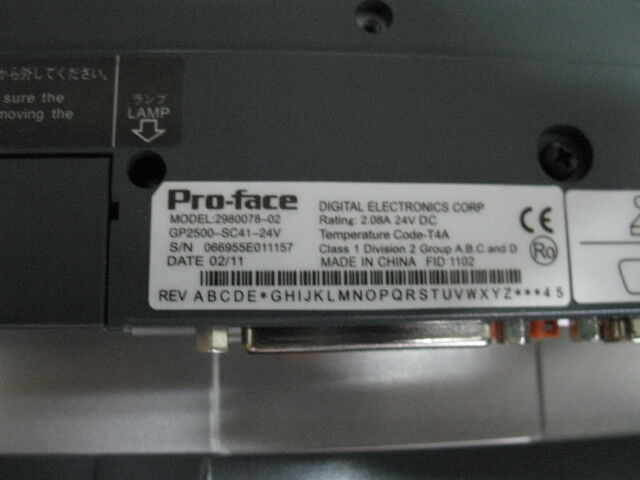 から外してください。
sure the
moving the
ランプ
LAMP
Pro-face
MODEL:2980078-02
GP2500-SC41-24V
S/N 066955E011157
DATE 02/11
DIGITAL ELECTRONICS CORP
Rating: 2.08A 24V DC
Temperature Code-T4A
Class 1 Division 2 Group A.B.C.and D
MADE IN CHINA FID 1102
CE
Ro
REV A B C D E * G H I J K L M N O P Q R S T U V W X Y Z * * * 4 5